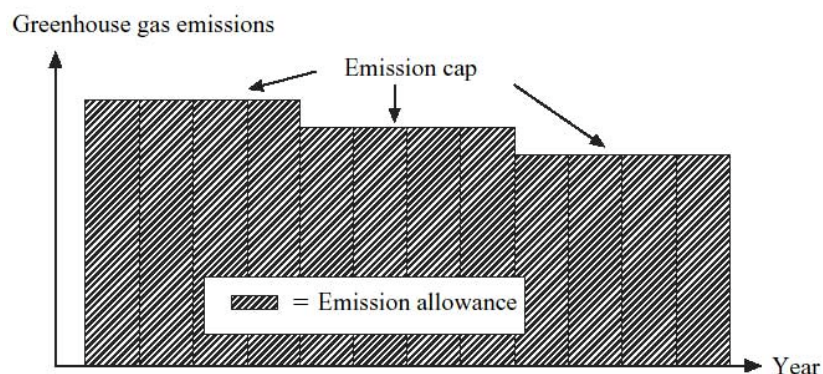 Greenhouse gas emissions
Emission cap
= Emission allowance
Year